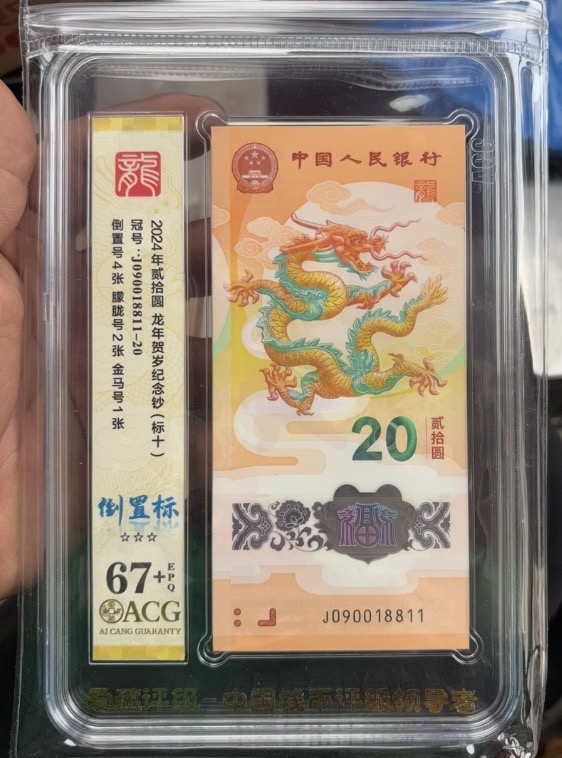 龍
2024年贰拾圆 龙年贺岁纪念钞（标十）
冠号：J090018811-20
倒置号4张 朦胧号2张 金马号1张
倒置标
☆☆☆
67+EPQ
ACG
AI CANG GUARANTY
中国人民银行
龍
20
贰拾圆
福
J090018811
爱藏评级-中国钱币评级领导者